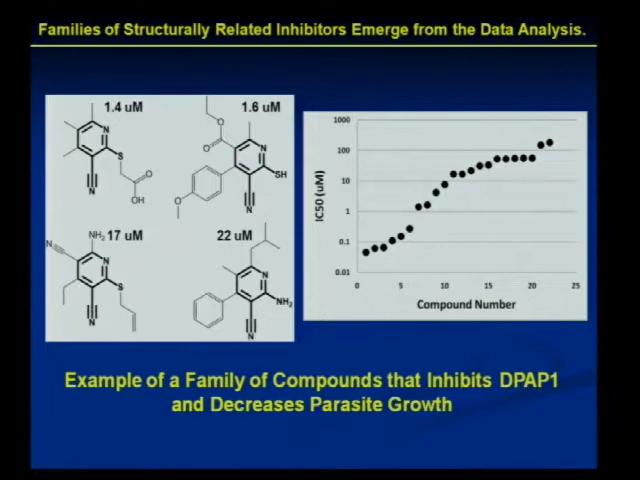 Families of Structurally Related Inhibitors Emerge from the Data Analysis.
1.4 uM
N
S
O
OH
N
1.6 uM
O
O
N
SH
O
N
NH2 17 uM
N
N
S
N
22 uM
N
NH2
N
IC50 (uM)
1000
100
10
1
0.1
0.01
0 5 10 15 20 25
Compound Number
Example of a Family of Compounds that Inhibits DPAP1
and Decreases Parasite Growth